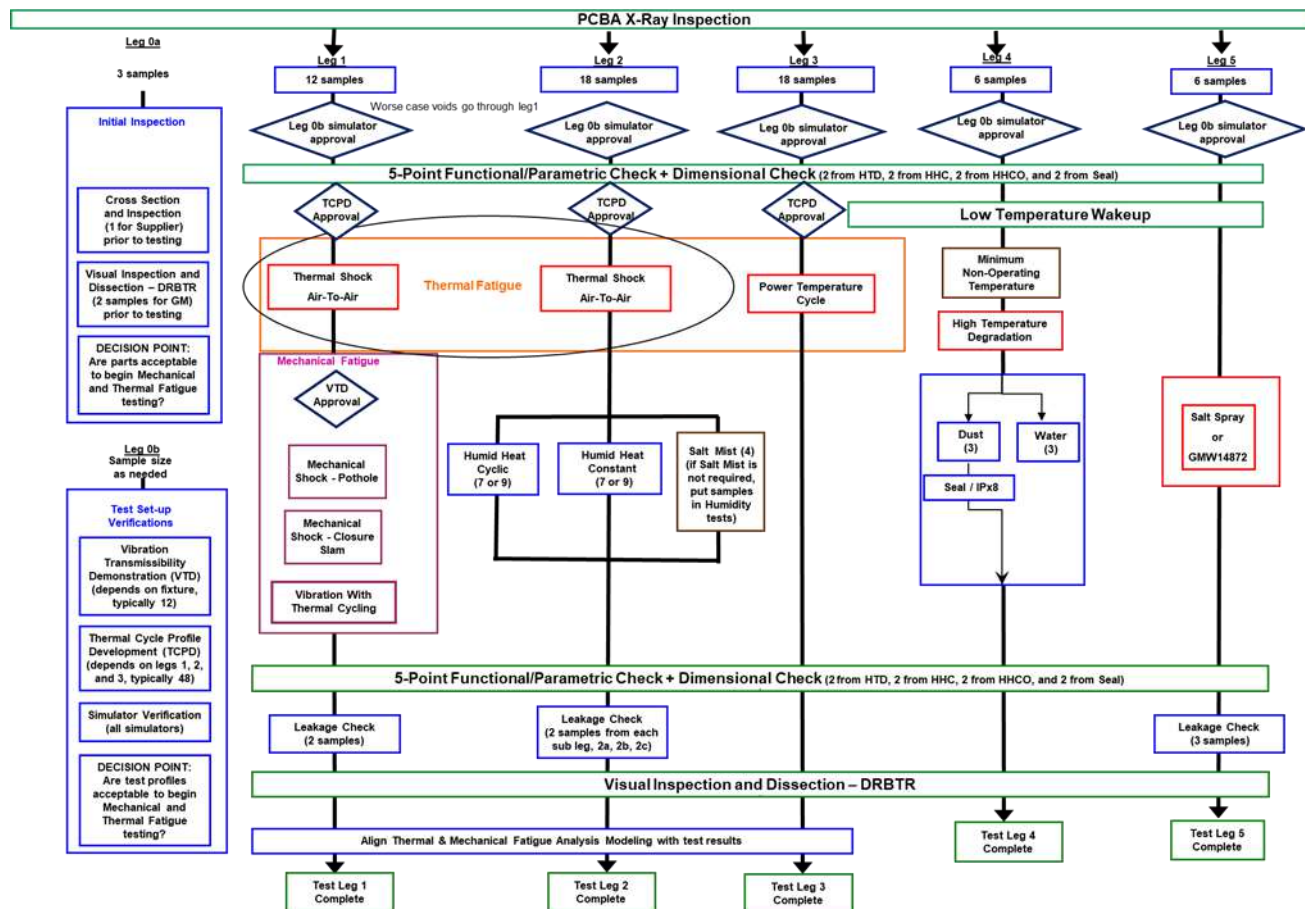 PCBA X-Ray Inspection
Leg 0a
3 samples
Initial Inspection
Cross Section
and Inspection
(1 for Supplier)
prior to testing
Visual Inspection and
Dissection – DRBTR
(2 samples for GM)
prior to testing
DECISION POINT:
Are parts acceptable
to begin Mechanical
and Thermal Fatigue
testing?
Leg 0b
Sample size
as needed
Test Set-up
Verifications
Vibration
Transmissibility
Demonstration (VTD)
(depends on fixture,
typically 12)
Thermal Cycle Profile
Development (TCPD)
(depends on legs 1, 2,
and 3, typically 48)
Simulator Verification
(all simulators)
DECISION POINT:
Are test profiles
acceptable to begin
Mechanical and
Thermal Fatigue
testing?
Leg 1
12 samples
Leg 2
18 samples
Leg 3
18 samples
Leg 4
6 samples
Leg 5
6 samples
Worse case voids go through leg1
Leg 0b simulator
approval
Leg 0b simulator
approval
Leg 0b simulator
approval
Leg 0b simulator
approval
Leg 0b simulator
approval
5-Point Functional/Parametric Check + Dimensional Check (2 from HTD, 2 from HHC, 2 from HHCO, and 2 from Seal)
TCPD
Approval
TCPD
Approval
TCPD
Approval
Low Temperature Wakeup
Thermal Shock
Air-To-Air
Thermal Fatigue
Thermal Shock
Air-To-Air
Power Temperature
Cycle
Minimum
Non-Operating
Temperature
High Temperature
Degradation
Mechanical Fatigue
VTD
Approval
Mechanical
Shock - Pothole
Mechanical
Shock - Closure
Slam
Vibration With
Thermal Cycling
Humid Heat
Cyclic
(7 or 9)
Humid Heat
Constant
(7 or 9)
Salt Mist (4)
(if Salt Mist is
not required,
put samples
in Humidity
tests)
Dust
(3)
Water
(3)
Seal / IPx8
Salt Spray
or
GMW14872
5-Point Functional/Parametric Check + Dimensional Check (2 from HTD, 2 from HHC, 2 from HHCO, and 2 from Seal)
Leakage Check
(2 samples)
Leakage Check
(2 samples from each
sub leg, 2a, 2b, 2c)
Leakage Check
(3 samples)
Visual Inspection and Dissection – DRBTR
Align Thermal & Mechanical Fatigue Analysis Modeling with test results
Test Leg 1
Complete
Test Leg 2
Complete
Test Leg 3
Complete
Test Leg 4
Complete
Test Leg 5
Complete